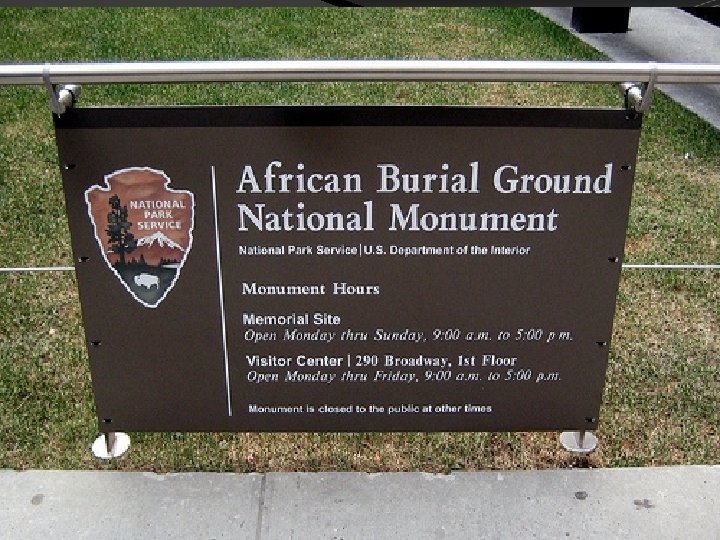 NATIONAL
PARK
SERVICE
African Burial Ground
National Monument
National Park Service | U.S. Department of the Interior
Monument Hours
Memorial Site
Open Monday thru Sunday, 9:00 a.m. to 5:00 p.m.
Visitor Center | 290 Broadway, 1st Floor
Open Monday thru Friday, 9:00 a.m. to 5:00 p.m.
Monument is closed to the public at other times